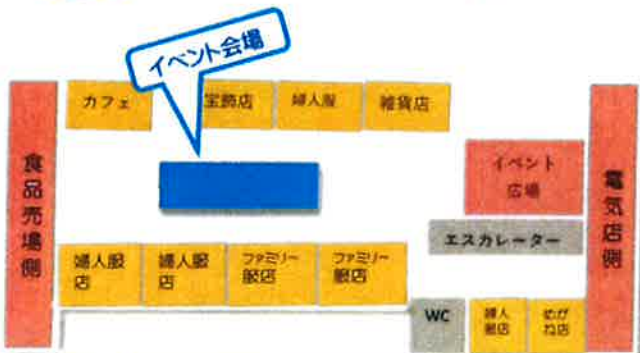 イベント会場
カフェ
宝飾店
婦人服
雑貨店
食品売場側
イベント
広場
電気店側
エスカレーター
婦人服
店
婦人服
店
ファミリー
服店
ファミリー
服店
WC
婦人
服店
めが
ね店